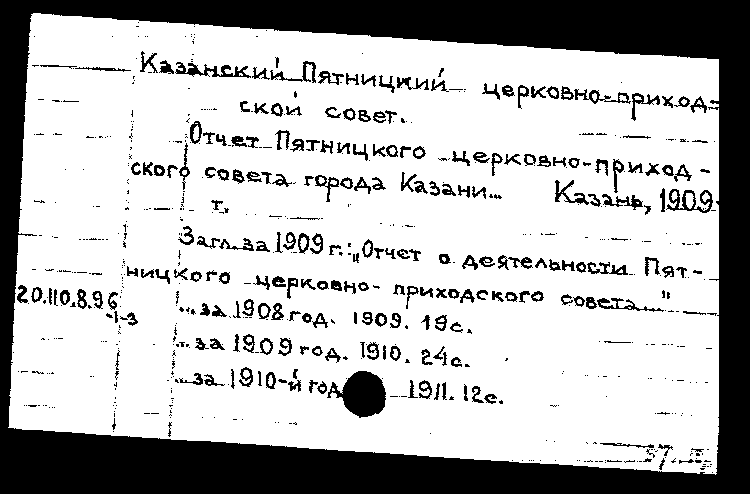 Казанский Пятницкий церковно-приход-
ской совет.
Отчет Пятницкого церковно-приход-
ского совета города Казани... Казань, 1909
т.
Загл. за 1909 г.: „Отчет о деятельности Пят-
ницкого церковно-приходского совета..."
20.110.8.96
-1-3
...за 1908 год. 1909. 19с.
...за 1909 год. 1910. 24с.
...за 1910-й год 1911. 12с.